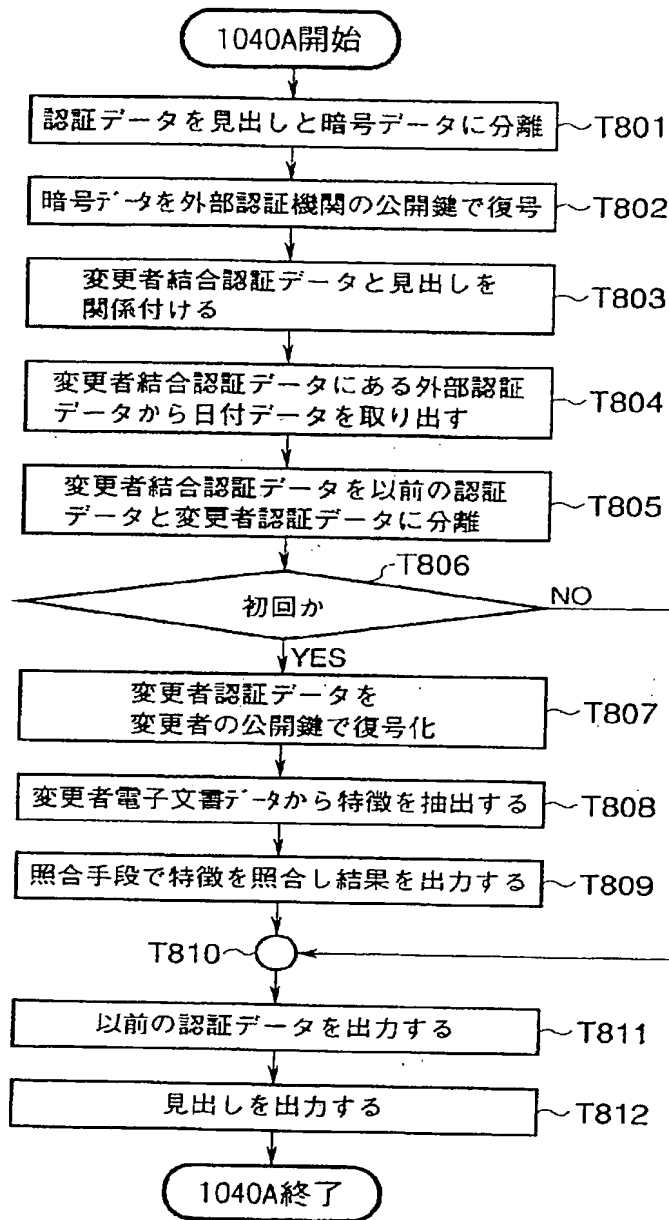 1040A開始
認証データを見出しと暗号データに分離
T801
暗号データを外部認証機関の公開鍵で復号
T802
変更者結合認証データと見出しを
関係付ける
T803
変更者結合認証データにある外部認証
データから日付データを取り出す
T804
変更者結合認証データを以前の認証
データと変更者認証データに分離
T805
T806
初回か
NO
YES
変更者認証データを
変更者の公開鍵で復号化
T807
変更者電子文書データから特徴を抽出する
T808
照合手段で特徴を照合し結果を出力する
T809
T810
以前の認証データを出力する
T811
見出しを出力する
T812
1040A終了